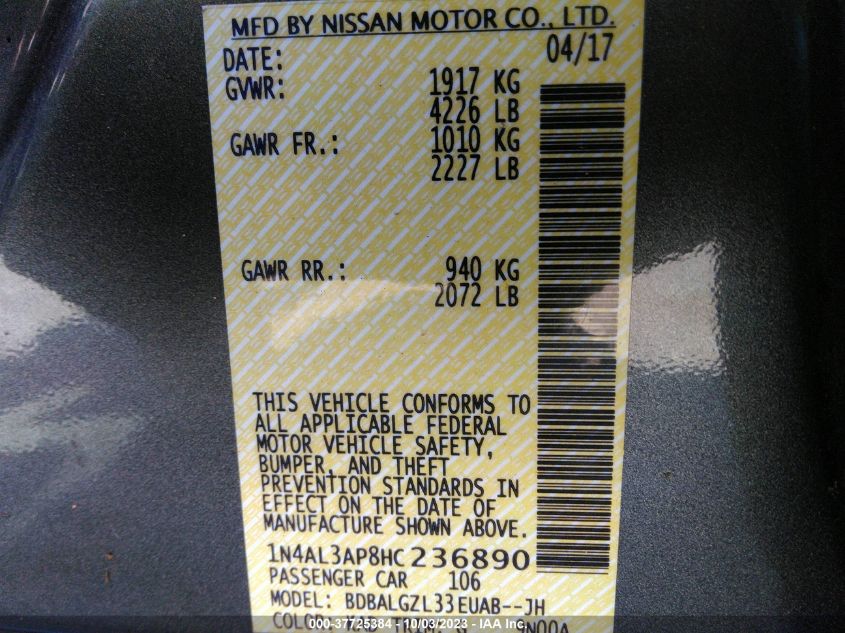 MFD BY NISSAN MOTOR CO., LTD.
DATE: 04/17
GVWR: 1917 KG
4226 LB
GAWR FR.: 1010 KG
2227 LB
GAWR RR.: 940 KG
2072 LB
THIS VEHICLE CONFORMS TO
ALL APPLICABLE FEDERAL
MOTOR VEHICLE SAFETY,
BUMPER, AND THEFT
PREVENTION STANDARDS IN
EFFECT ON THE DATE OF
MANUFACTURE SHOWN ABOVE.
1N4AL3AP8HC236890
PASSENGER CAR 106
MODEL: BDBALGZL33EUAB--JH
000-37725384 - 10/03/2023 - IAA Inc.